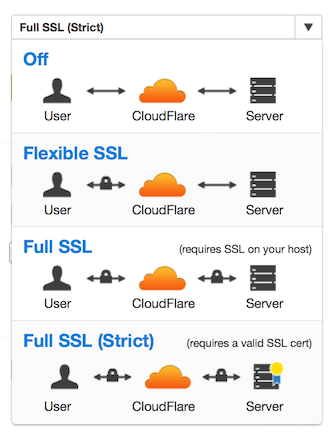 Full SSL (Strict)
Off
User CloudFlare Server
Flexible SSL
User CloudFlare Server
Full SSL (requires SSL on your host)
User CloudFlare Server
Full SSL (Strict) (requires a valid SSL cert)
User CloudFlare Server